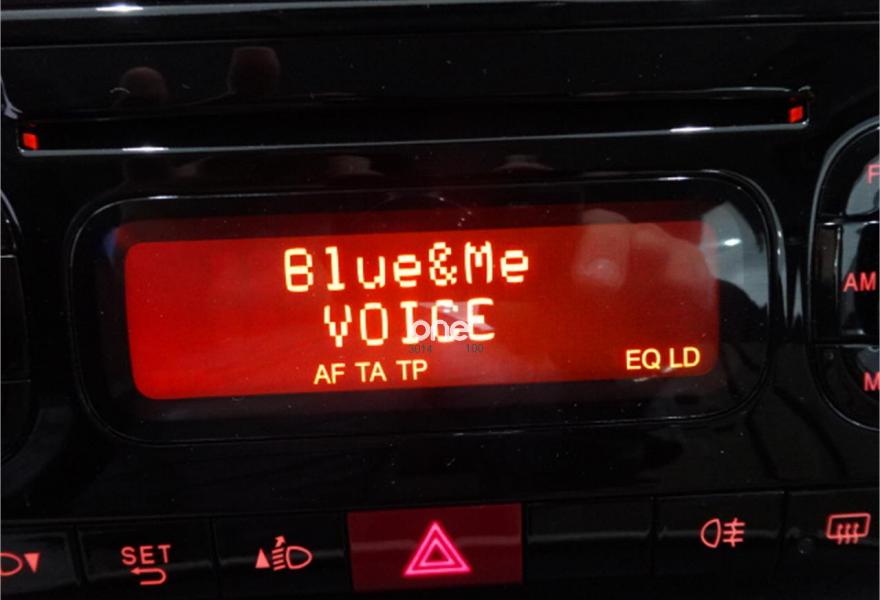 Blue&Me
VOICE
AF TA TP
EQ LD
AM
SET